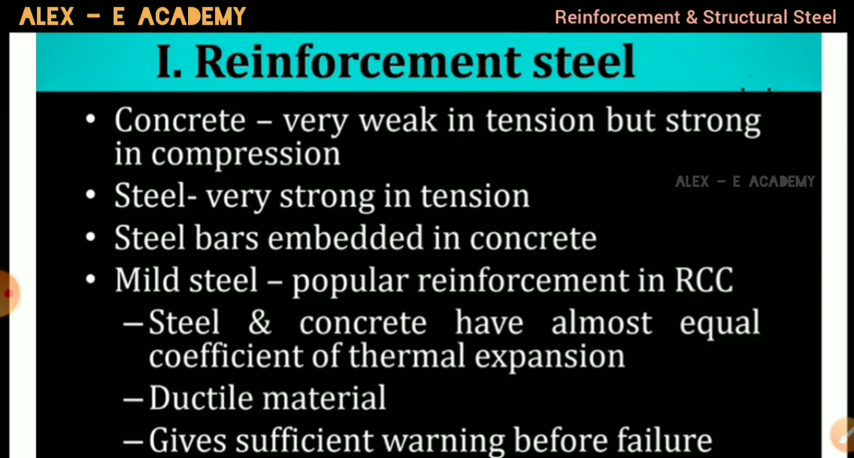 ALEX - E ACADEMY
Reinforcement & Structural Steel
I. Reinforcement steel
• Concrete – very weak in tension but strong
in compression
ALEX - E ACADEMY
• Steel- very strong in tension
• Steel bars embedded in concrete
• Mild steel – popular reinforcement in RCC
– Steel & concrete have almost equal
coefficient of thermal expansion
– Ductile material
– Gives sufficient warning before failure